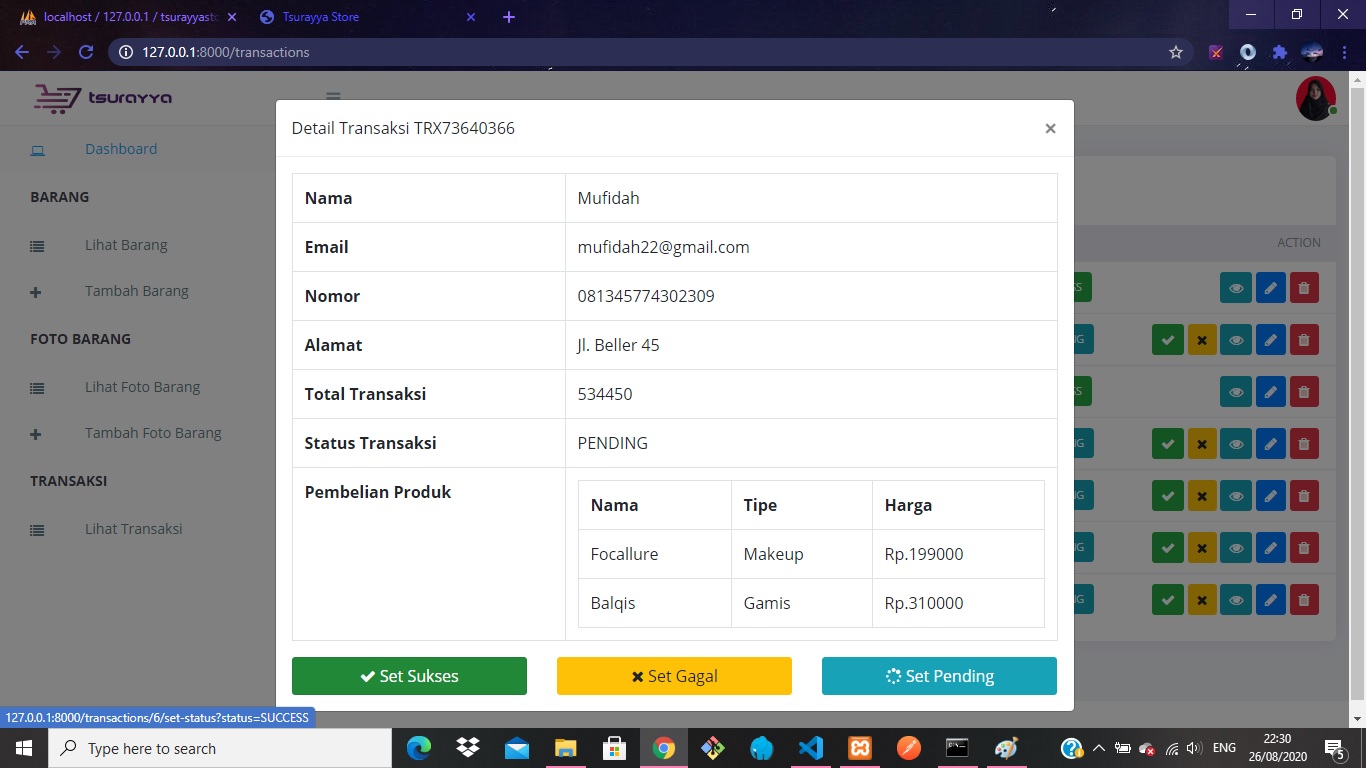 localhost / 127.0.0.1 / tsurayyast
Tsurayya Store
127.0.0.1:8000/transactions
tsurayya
Dashboard
BARANG
Lihat Barang
Tambah Barang
FOTO BARANG
Lihat Foto Barang
Tambah Foto Barang
TRANSAKSI
Lihat Transaksi
Detail Transaksi TRX73640366
Nama Mufidah
Email mufidah22@gmail.com
Nomor 081345774302309
Alamat Jl. Beller 45
Total Transaksi 534450
Status Transaksi PENDING
Pembelian Produk
Nama Tipe Harga
Focallure Makeup Rp.199000
Balqis Gamis Rp.310000
Set Sukses Set Gagal Set Pending
ACTION
127.0.0.1:8000/transactions/6/set-status?status=SUCCESS
Type here to search
ENG
22:30
26/08/2020
5